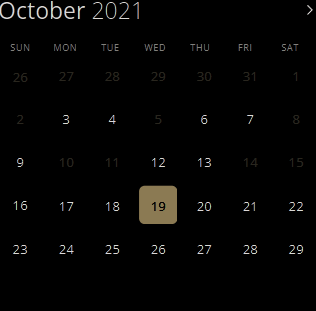 October 2021 >
SUN MON TUE WED THU FRI SAT
26 27 28 29 30 31 1
2 3 4 5 6 7 8
9 10 11 12 13 14 15
16 17 18 19 20 21 22
23 24 25 26 27 28 29